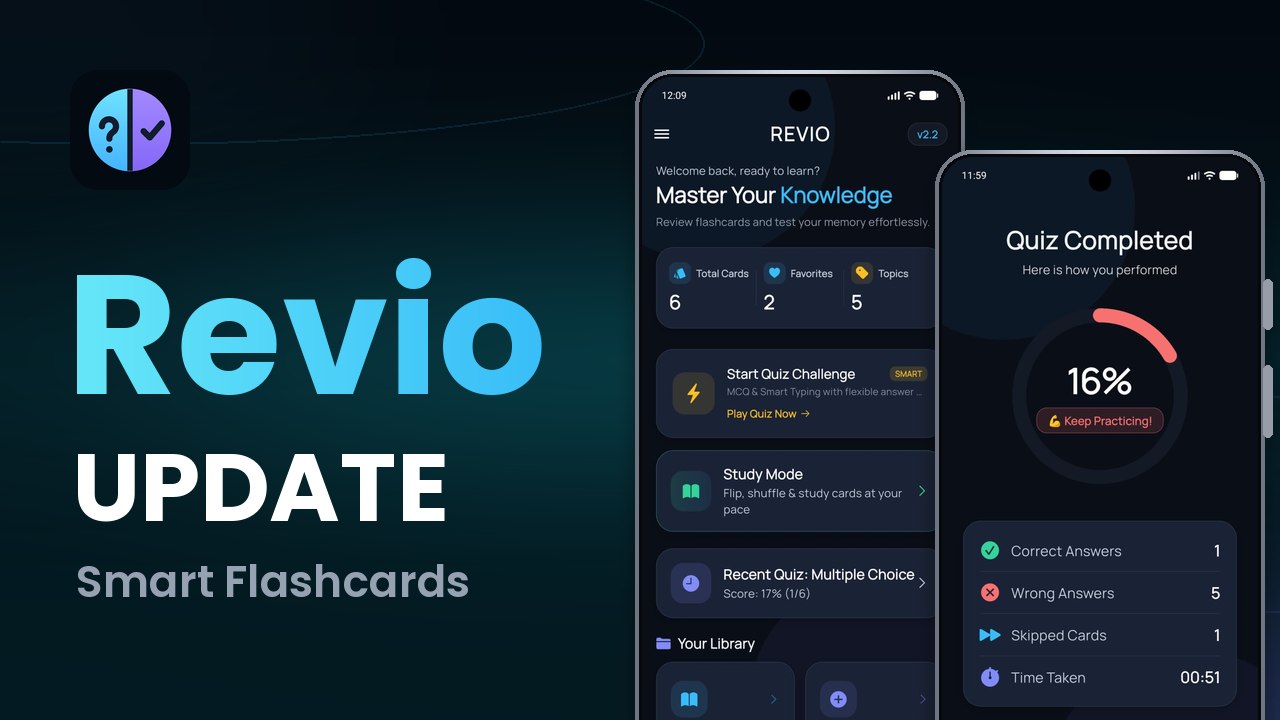 Revio
UPDATE
Smart Flashcards
12:09
REVIO
v2.2
Welcome back, ready to learn?
Master Your Knowledge
Review flashcards and test your memory effortlessly.
Total Cards
6
Favorites
2
Topics
5
Start Quiz Challenge
SMART
MCQ & Smart Typing with flexible answer ...
Play Quiz Now →
Study Mode
Flip, shuffle & study cards at your
pace
Recent Quiz: Multiple Choice
Score: 17% (1/6)
Your Library
11:59
Quiz Completed
Here is how you performed
16%
💪 Keep Practicing!
Correct Answers 1
Wrong Answers 5
Skipped Cards 1
Time Taken 00:51